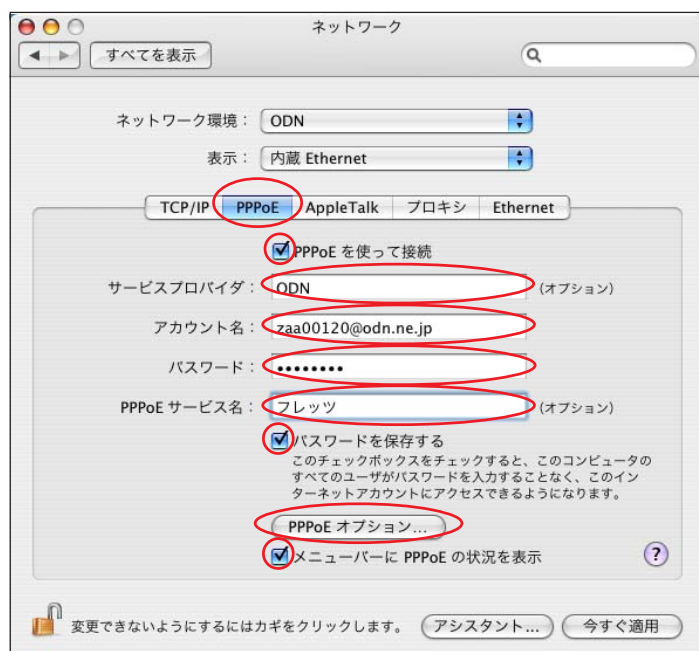 ネットワーク
すべてを表示
ネットワーク環境： ODN
表示： 内蔵 Ethernet
TCP/IP PPPoE AppleTalk プロキシ Ethernet
PPPoE を使って接続
サービスプロバイダ： ODN （オプション）
アカウント名： zaa00120@odn.ne.jp
パスワード： ••••••••
PPPoE サービス名： フレッツ （オプション）
パスワードを保存する
このチェックボックスをチェックすると、このコンピュータの
すべてのユーザがパスワードを入力することなく、このイン
ターネットアカウントにアクセスできるようになります。
PPPoE オプション...
メニューバーに PPPoE の状況を表示 ?
変更できないようにするにはカギをクリックします。 アシスタント... 今すぐ適用